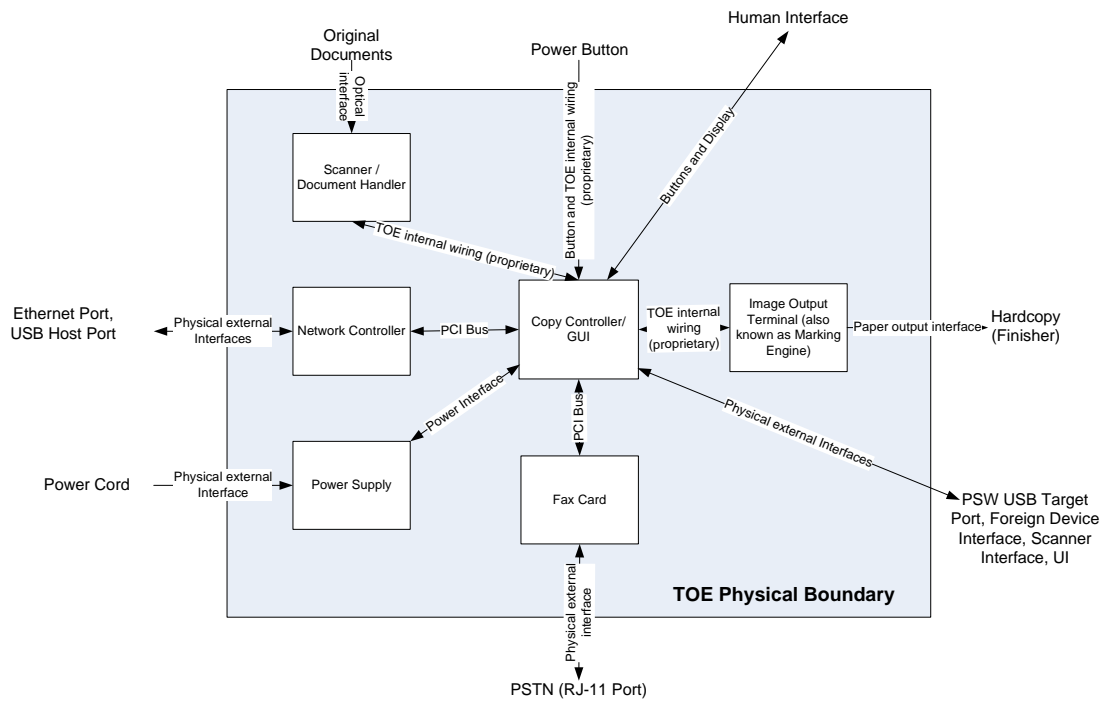 Human Interface
Original
Documents
Power Button
Optical
interface
Button and TOE internal wiring
(proprietary)
Buttons and Display
Scanner /
Document Handler
TOE internal wiring (proprietary)
Ethernet Port,
USB Host Port
Physical external
Interfaces
Network Controller
PCI Bus
Copy Controller/
GUI
TOE internal
wiring
(proprietary)
Image Output
Terminal (also
known as Marking
Engine)
Paper output interface
Hardcopy
(Finisher)
Power Interface
PCI Bus
Physical external Interfaces
Power Cord
Physical external
Interface
Power Supply
Fax Card
PSW USB Target
Port, Foreign Device
Interface, Scanner
Interface, UI
Physical external
interface
TOE Physical Boundary
PSTN (RJ-11 Port)